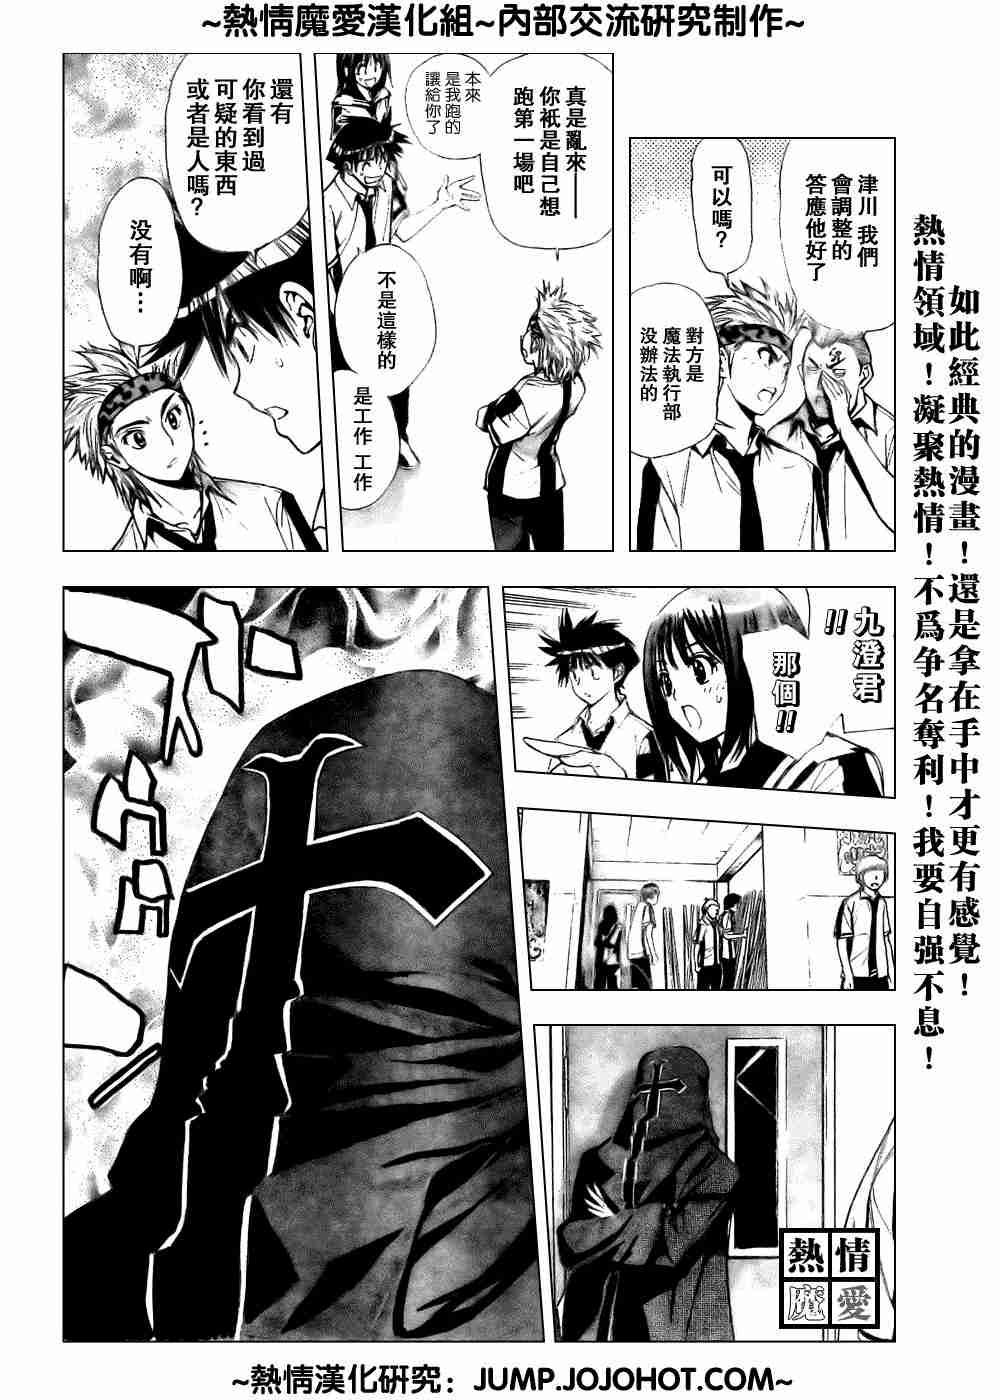 ~熱情魔愛漢化組~內部交流研究制作~
津川 我們
會調整的
答應他好了
可以嗎？
對方是
魔法執行部
没辦法的
真是亂來——
你衹是自己想
跑第一場吧
本來
是我跑的
讓給你了
不是這樣的
是工作 工作
還有
你看到過
可疑的東西
或者是人嗎？
没有啊…
九澄君
!!
那個!!
如此經典的漫畫！還是拿在手中才更有感覺！
熱情領域！凝聚熱情！不爲争名奪利！我要自强不息！
熱情
魔愛
~熱情漢化研究：JUMP.JOJOHOT.COM~